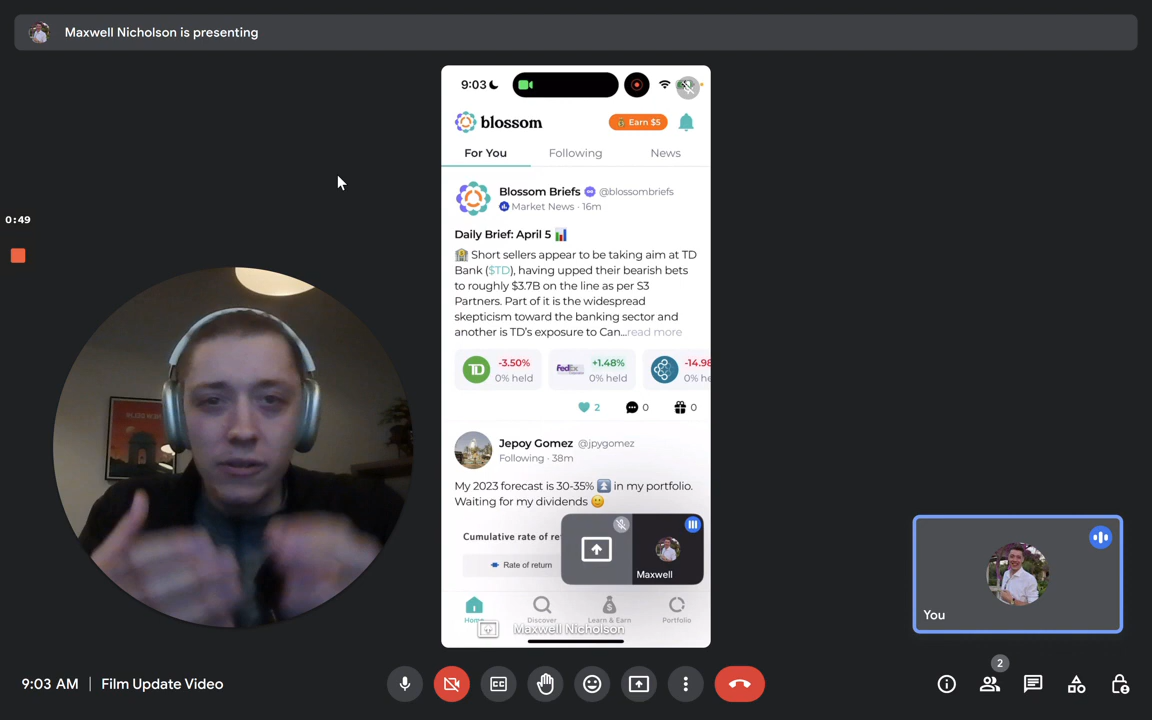 Maxwell Nicholson is presenting
0:49
9:03
blossom
Earn $5
For You
Following
News
Blossom Briefs @blossombriefs
Market News · 16m
Daily Brief: April 5
Short sellers appear to be taking aim at TD
Bank ($TD), having upped their bearish bets
to roughly $3.7B on the line as per S3
Partners. Part of it is the widespread
skepticism toward the banking sector and
another is TD's exposure to Can...read more
TD
-3.50%
0% held
FedEx
+1.48%
0% held
-14.98
0% he
2
0
0
Jepoy Gomez @jpygomez
Following · 38m
My 2023 forecast is 30-35% in my portfolio.
Waiting for my dividends
Cumulative rate of re
Rate of return
Maxwell
Home
Discover
Learn & Earn
Portfolio
Maxwell Nicholson
You
9:03 AM | Film Update Video
2